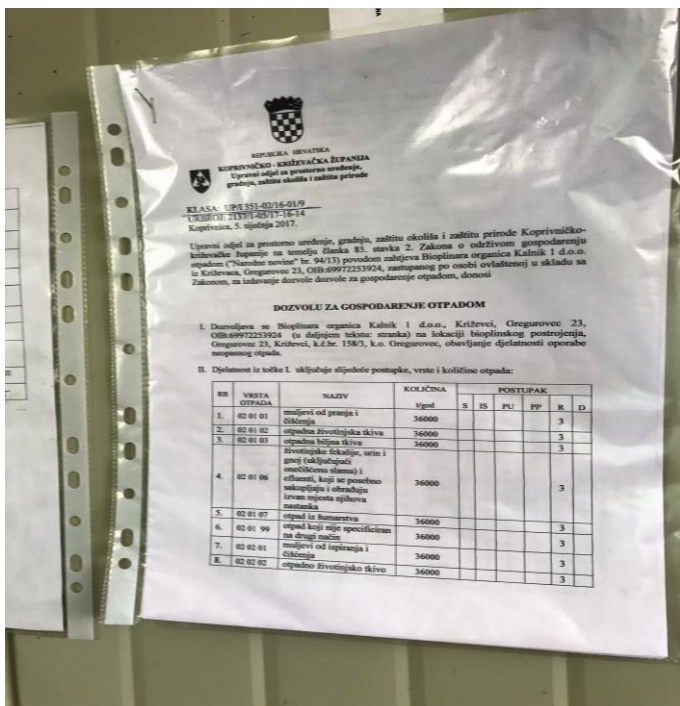 REPUBLIKA HRVATSKA
KOPRIVNIČKO - KRIŽEVAČKA ŽUPANIJA
Upravni odjel za prostorno uređenje,
gradnju, zaštitu okoliša i zaštitu prirode
KLASA: UP/I 351-02/16-01/9
URBROJ: 2137/1-05/17-16-14
Koprivnica, 5. siječnja 2017.
Upravni odjel za prostorno uređenje, gradnju, zaštitu okoliša i zaštitu prirode Koprivničko-
križevačke županije na temelju članka 85. stavka 2. Zakona o održivom gospodarenju
otpadom ("Narodne novine" br. 94/13) povodom zahtjeva Bioplinara organica Kalnik 1 d.o.o.
iz Križevaca, Gregurovec 23, OIB:69972253924, zastupanog po osobi ovlaštenoj u skladu sa
Zakonom, za izdavanje dozvole dozvole za gospodarenje otpadom, donosi
DOZVOLU ZA GOSPODARENJE OTPADOM
I. Dozvoljava se Bioplinara organica Kalnik 1 d.o.o., Križevci, Gregurovec 23,
OIB:69972253924 (u daljnjem tekstu: stranka) na lokaciji bioplinskog postrojenja,
Gregurovec 23, Križevci, k.č.br. 158/3, k.o. Gregurovec, obavljanje djelatnosti oporabe
neopasnog otpada.
II. Djelatnost iz točke I. uključuje slijedeće postupke, vrste i količine otpada:
RB VRSTA OTPADA NAZIV KOLIČINA t/god POSTUPAK
S IS PU PP R D
1. 02 01 01 muljevi od pranja i
čišćenja 36000 3
2. 02 01 02 otpadna životinjska tkiva 36000 3
3. 02 01 03 otpadna biljna tkiva 36000 3
4. 02 01 06 životinjske fekalije, urin i
gnoj (uključujući
onečišćenu slamu) i
efluenti, koji se posebno
sakupljaju i obrađuju
izvan mjesta njihova
nastanka 36000 3
5. 02 01 07 otpad iz šumarstva 36000 3
6. 02 01 99 otpad koji nije specificiran
na drugi način 36000 3
7. 02 02 01 muljevi od ispiranja i
čišćenja 36000 3
8. 02 02 02 otpadno životinjsko tkivo 36000 3